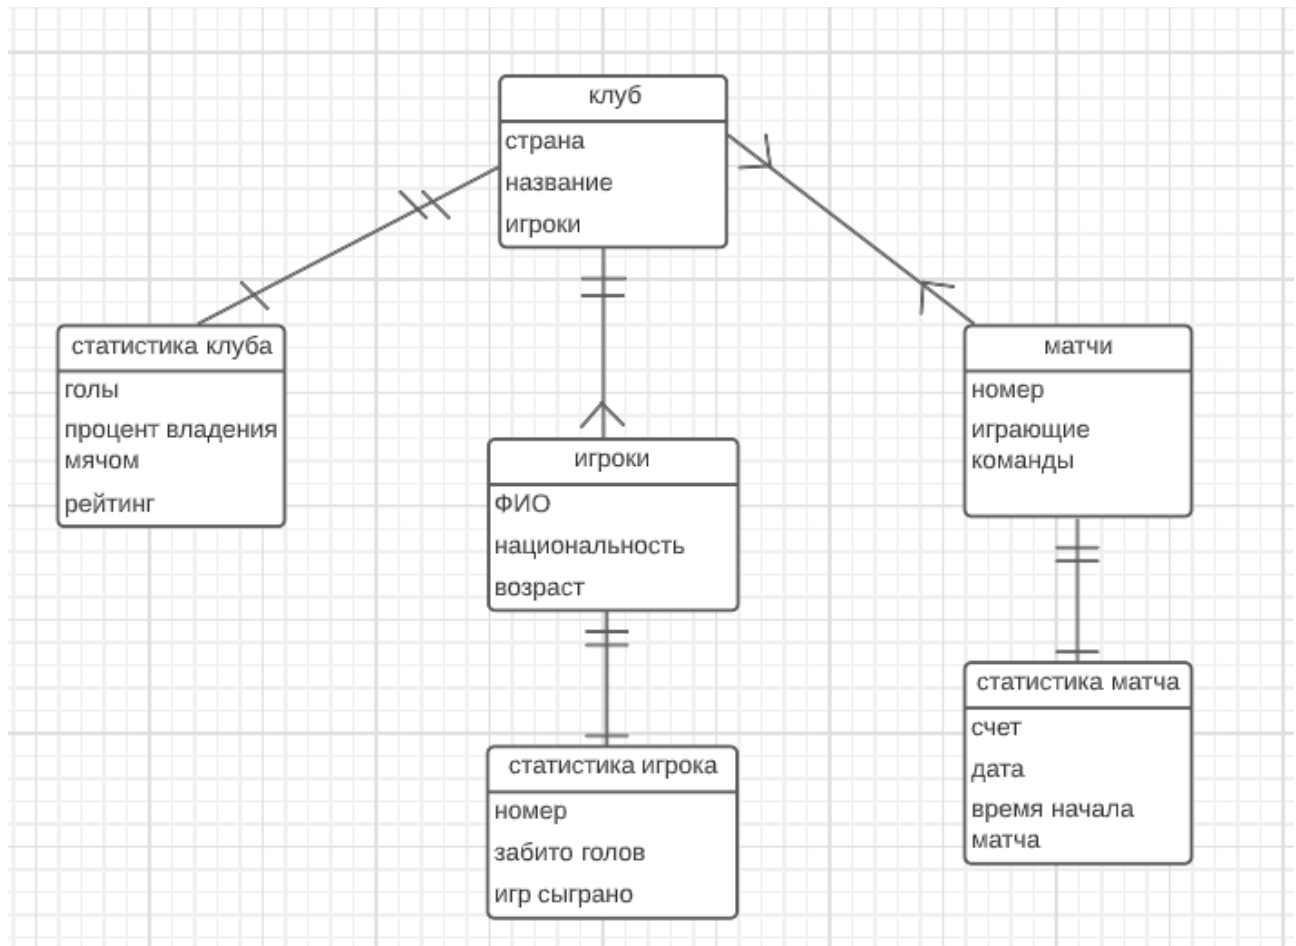 клуб
страна
название
игроки
статистика клуба
голы
процент владения
мячом
рейтинг
игроки
ФИО
национальность
возраст
матчи
номер
играющие
команды
статистика игрока
номер
забито голов
игр сыграно
статистика матча
счет
дата
время начала
матча